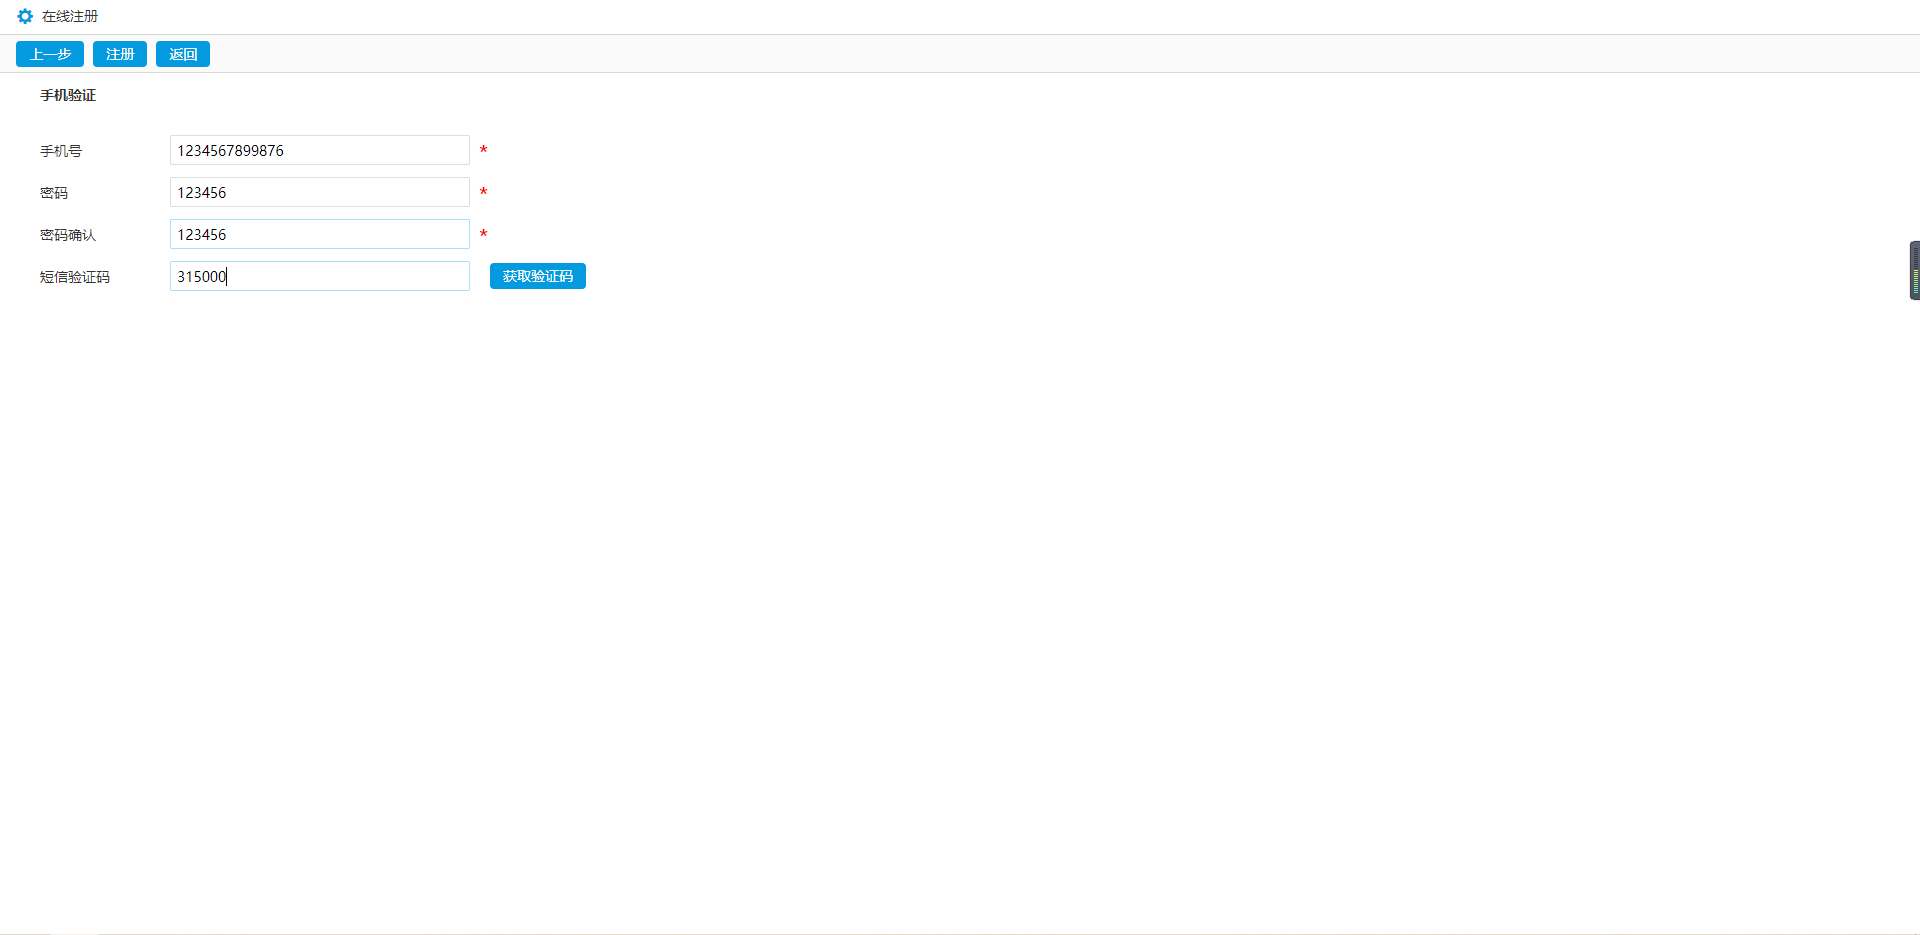 在线注册
上一步 注册 返回
手机验证
手机号 1234567899876 *
密码 123456 *
密码确认 123456 *
短信验证码 315000 获取验证码